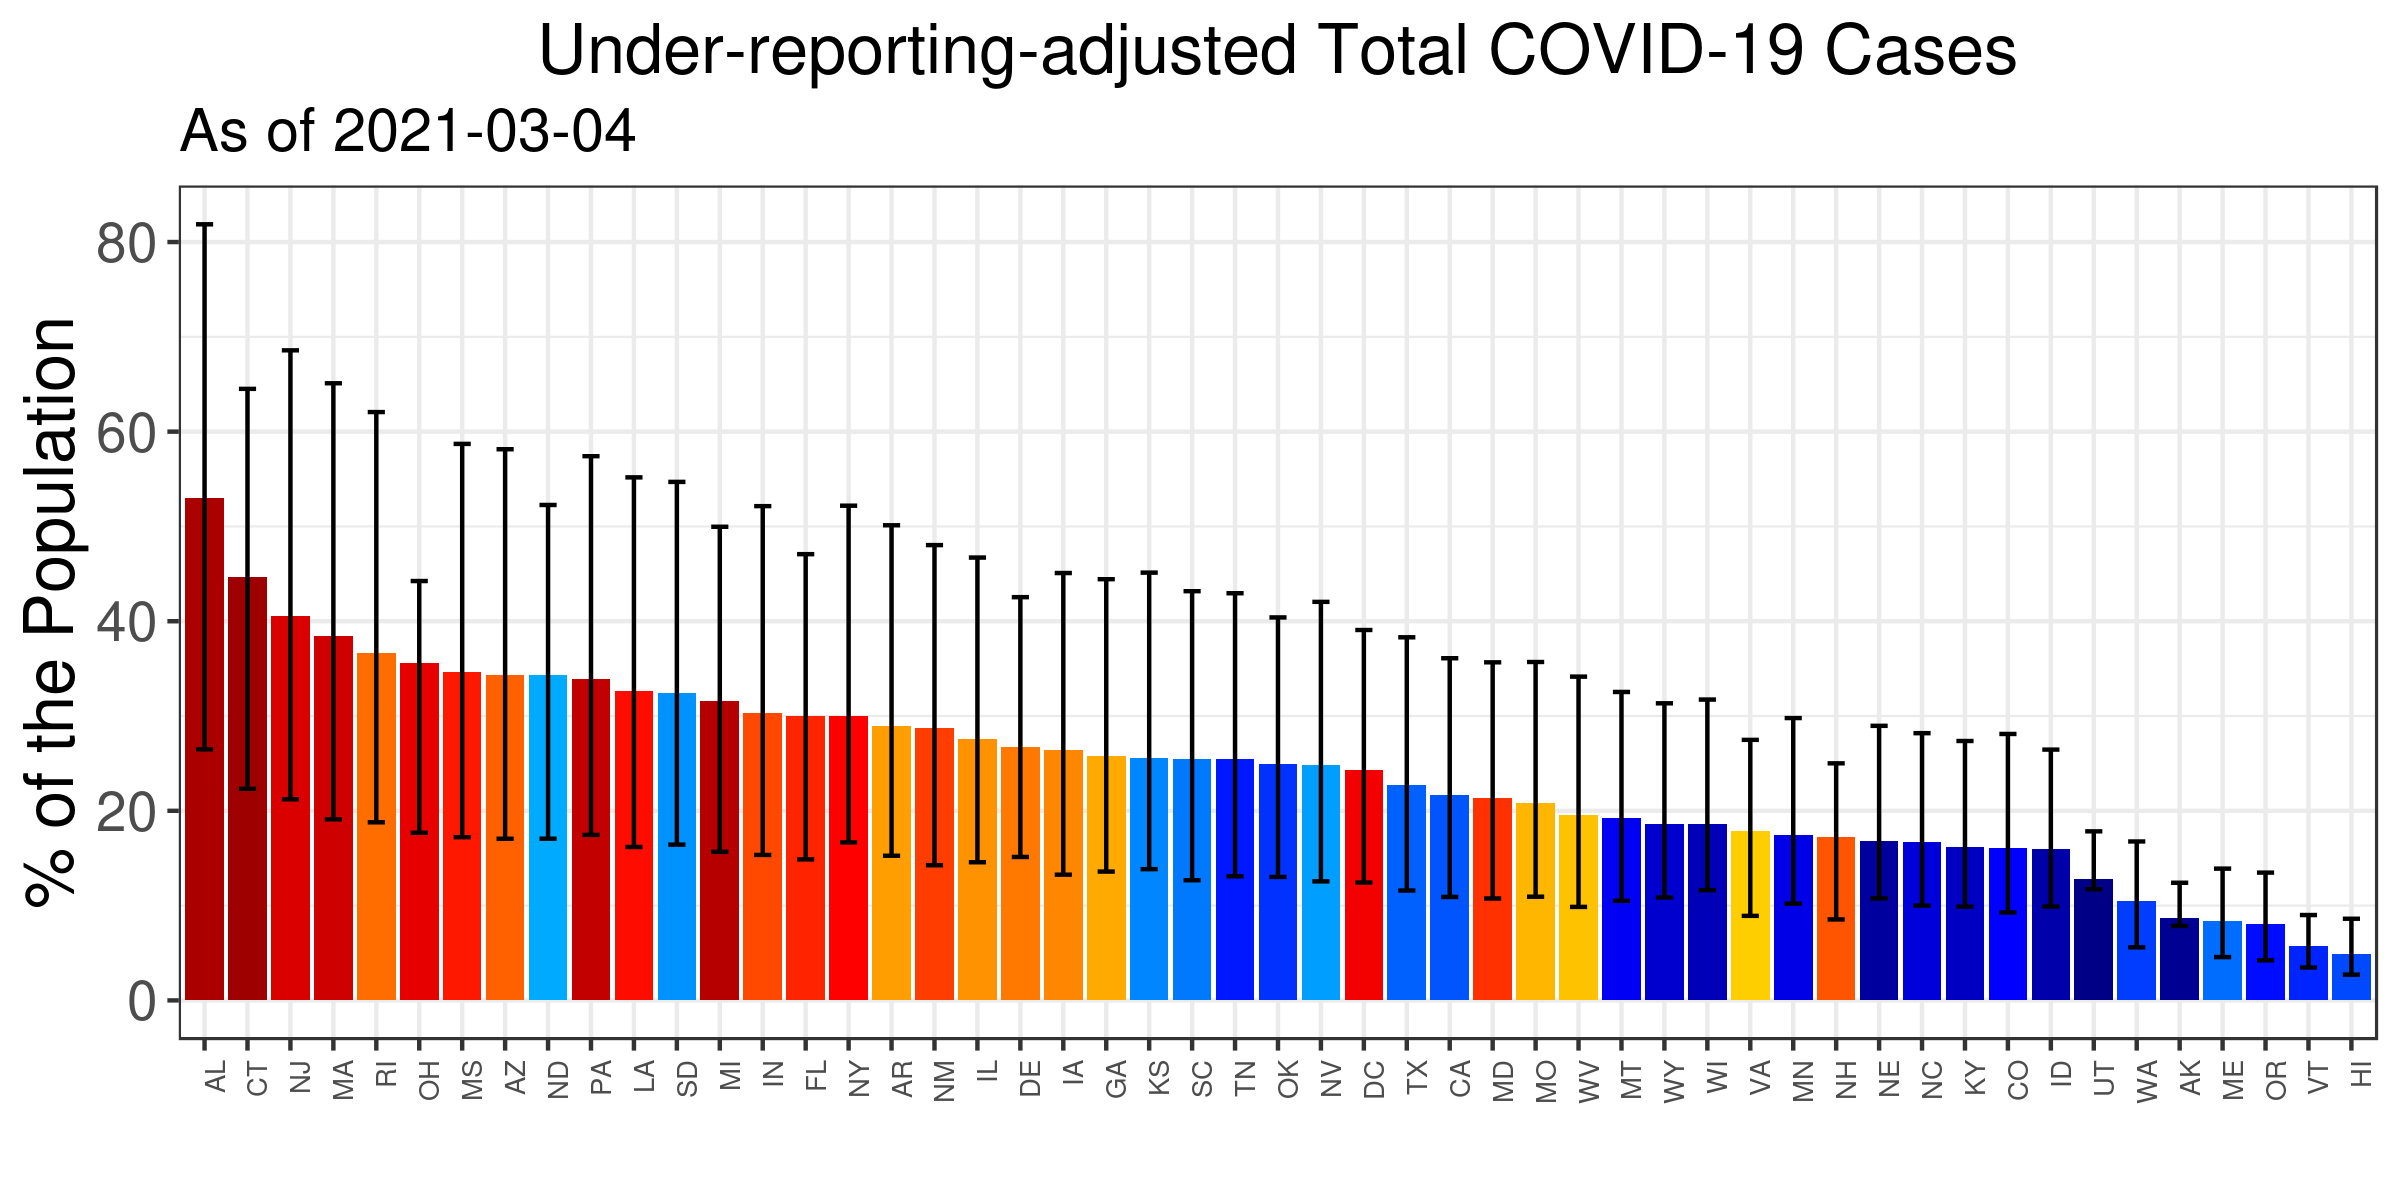 Under-reporting-adjusted Total COVID-19 Cases
As of 2021-03-04
% of the Population
80
60
40
20
0
AL CT NJ MA RI OH MS AZ ND PA LA SD MI IN FL NY AR NM IL DE IA GA KS SC TN OK NV DC TX CA MD MO WV MT WY WI VA MN NH NE NC KY CO ID UT WA AK ME OR VT HI